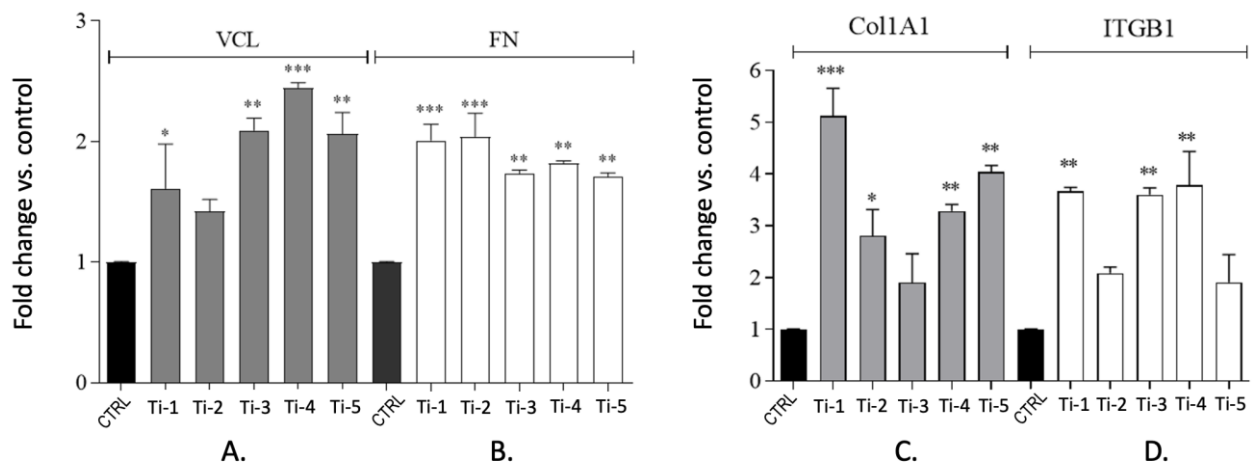 VCL FN
Fold change vs. control
3
2
1
0
* ** *** ** *** *** ** ** **
CTRL Ti-1 Ti-2 Ti-3 Ti-4 Ti-5 CTRL Ti-1 Ti-2 Ti-3 Ti-4 Ti-5
A. B.
Col1A1 ITGB1
Fold change vs. control
6
5
4
3
2
1
0
*** * ** ** ** ** **
CTRL Ti-1 Ti-2 Ti-3 Ti-4 Ti-5 CTRL Ti-1 Ti-2 Ti-3 Ti-4 Ti-5
C. D.